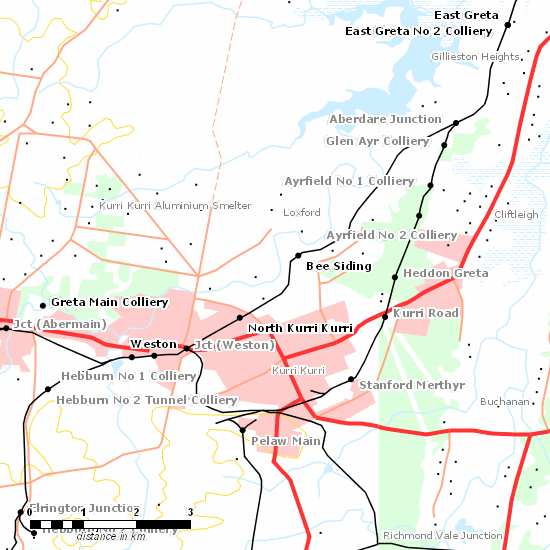 East Greta
East Greta No 2 Colliery
Gillieston Heights
Aberdare Junction
Glen Ayr Colliery
Ayrfield No 1 Colliery
Kurri Kurri Aluminium Smelter
Loxford
Cliftleigh
Ayrfield No 2 Colliery
Bee Siding
Heddon Greta
Greta Main Colliery
Kurri Road
Jct (Abermain)
North Kurri Kurri
Weston
Jct (Weston)
Kurri Kurri
Hebburn No 1 Colliery
Stanford Merthyr
Hebburn No 2 Tunnel Colliery
Buchanan
Pelaw Main
Elrington Junction
0 1 2 3
Hebburn No 2 Colliery
distance in km
Richmond Vale Junction